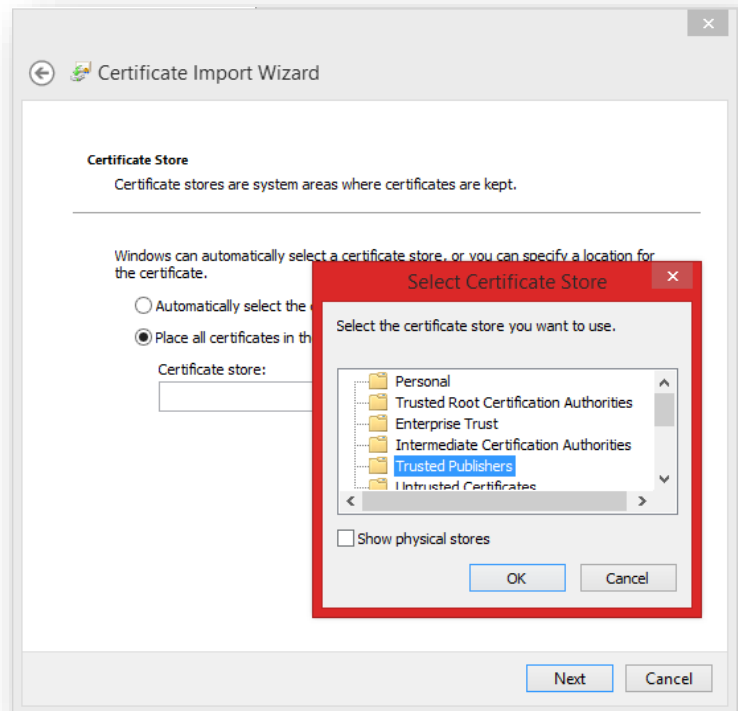 Certificate Import Wizard
Certificate Store
Certificate stores are system areas where certificates are kept.
Windows can automatically select a certificate store, or you can specify a location for
the certificate.
Automatically select the
Place all certificates in th
Certificate store:
Select Certificate Store
Select the certificate store you want to use.
Personal
Trusted Root Certification Authorities
Enterprise Trust
Intermediate Certification Authorities
Trusted Publishers
Untrusted Certificates
Show physical stores
OK Cancel
Next Cancel